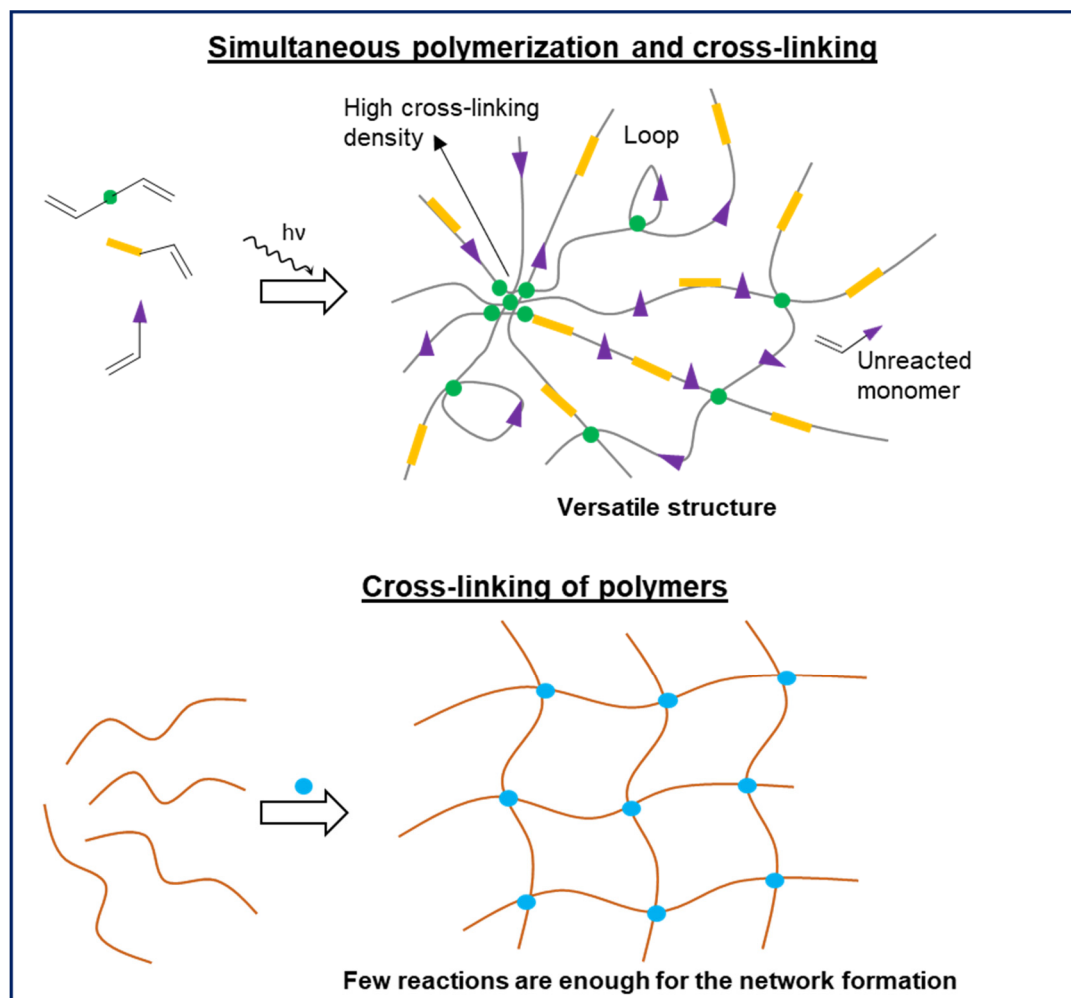 Simultaneous polymerization and cross-linking
High cross-linking
density
Loop
hν
Unreacted
monomer
Versatile structure
Cross-linking of polymers
Few reactions are enough for the network formation